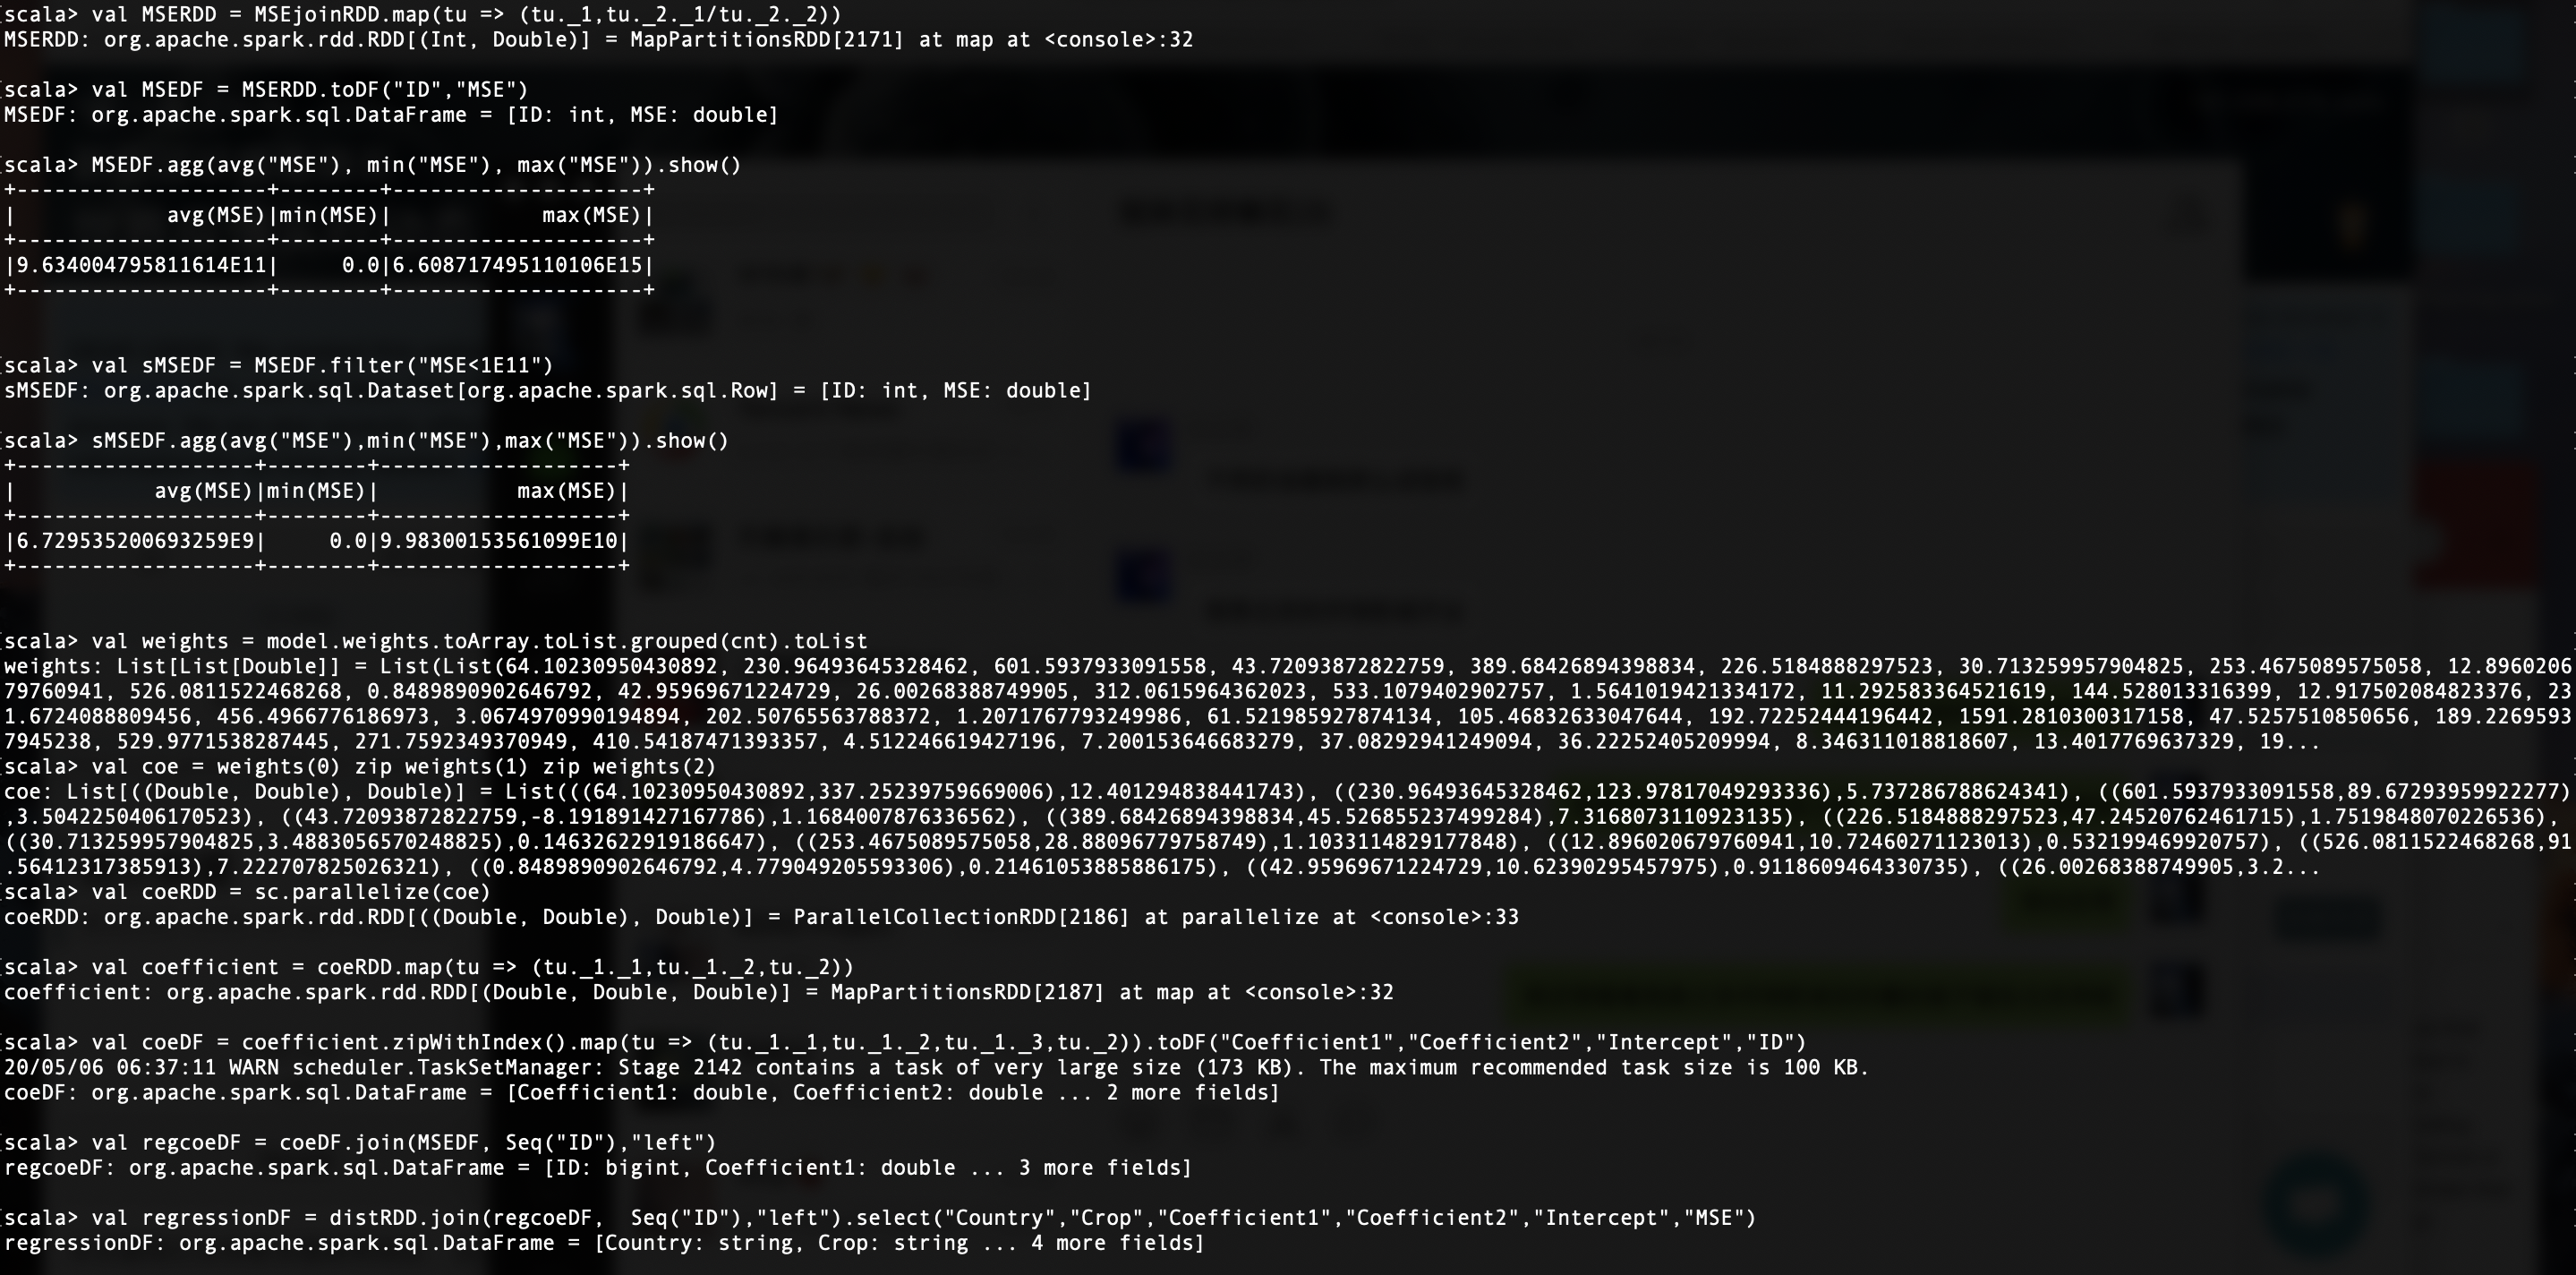 scala> val MSERDD = MSEjoinRDD.map(tu => (tu._1,tu._2._1/tu._2._2))
MSERDD: org.apache.spark.rdd.RDD[(Int, Double)] = MapPartitionsRDD[2171] at map at <console>:32
scala> val MSEDF = MSERDD.toDF("ID","MSE")
MSEDF: org.apache.spark.sql.DataFrame = [ID: int, MSE: double]
scala> MSEDF.agg(avg("MSE"), min("MSE"), max("MSE")).show()
+--------------------+--------+--------------------+
|            avg(MSE)|min(MSE)|            max(MSE)|
+--------------------+--------+--------------------+
|9.634004795811614E11|     0.0|6.608717495110106E15|
+--------------------+--------+--------------------+
scala> val sMSEDF = MSEDF.filter("MSE<1E11")
sMSEDF: org.apache.spark.sql.Dataset[org.apache.spark.sql.Row] = [ID: int, MSE: double]
scala> sMSEDF.agg(avg("MSE"),min("MSE"),max("MSE")).show()
+-------------------+--------+-------------------+
|           avg(MSE)|min(MSE)|           max(MSE)|
+-------------------+--------+-------------------+
|6.729535200693259E9|     0.0|9.98300153561099E10|
+-------------------+--------+-------------------+
scala> val weights = model.weights.toArray.toList.grouped(cnt).toList
weights: List[List[Double]] = List(List(64.10230950430892, 230.96493645328462, 601.5937933091558, 43.72093872822759, 389.68426894398834, 226.5184888297523, 30.713259957904825, 253.4675089575058, 12.8960206
79760941, 526.0811522468268, 0.8489890902646792, 42.95969671224729, 26.00268388749905, 312.0615964362023, 533.1079402902757, 1.5641019421334172, 11.292583364521619, 144.528013316399, 12.917502084823376, 23
1.6724088809456, 456.4966776186973, 3.0674970990194894, 202.50765563788372, 1.2071767793249986, 61.521985927874134, 105.46832633047644, 192.72252444196442, 1591.2810300317158, 47.5257510850656, 189.2269593
7945238, 529.9771538287445, 271.7592349370949, 410.54187471393357, 4.512246619427196, 7.200153646683279, 37.08292941249094, 36.22252405209994, 8.346311018818607, 13.4017769637329, 19...
scala> val coe = weights(0) zip weights(1) zip weights(2)
coe: List[((Double, Double), Double)] = List(((64.10230950430892,337.25239759669006),12.401294838441743), ((230.96493645328462,123.97817049293336),5.737286788624341), ((601.5937933091558,89.67293959922277)
,3.5042250406170523), ((43.72093872822759,-8.191891427167786),1.1684007876336562), ((389.68426894398834,45.526855237499284),7.3168073110923135), ((226.5184888297523,47.24520762461715),1.7519848070226536),
((30.713259957904825,3.4883056570248825),0.14632622919186647), ((253.4675089575058,28.88096779758749),1.1033114829177848), ((12.896020679760941,10.72460271123013),0.532199469920757), ((526.0811522468268,91
.56412317385913),7.222707825026321), ((0.8489890902646792,4.779049205593306),0.21461053885886175), ((42.95969671224729,10.62390295457975),0.9118609464330735), ((26.00268388749905,3.2...
scala> val coeRDD = sc.parallelize(coe)
coeRDD: org.apache.spark.rdd.RDD[((Double, Double), Double)] = ParallelCollectionRDD[2186] at parallelize at <console>:33
scala> val coefficient = coeRDD.map(tu => (tu._1._1,tu._1._2,tu._2))
coefficient: org.apache.spark.rdd.RDD[(Double, Double, Double)] = MapPartitionsRDD[2187] at map at <console>:32
scala> val coeDF = coefficient.zipWithIndex().map(tu => (tu._1._1,tu._1._2,tu._1._3,tu._2)).toDF("Coefficient1","Coefficient2","Intercept","ID")
20/05/06 06:37:11 WARN scheduler.TaskSetManager: Stage 2142 contains a task of very large size (173 KB). The maximum recommended task size is 100 KB.
coeDF: org.apache.spark.sql.DataFrame = [Coefficient1: double, Coefficient2: double ... 2 more fields]
scala> val regcoeDF = coeDF.join(MSEDF, Seq("ID"),"left")
regcoeDF: org.apache.spark.sql.DataFrame = [ID: bigint, Coefficient1: double ... 3 more fields]
scala> val regressionDF = distRDD.join(regcoeDF,  Seq("ID"),"left").select("Country","Crop","Coefficient1","Coefficient2","Intercept","MSE")
regressionDF: org.apache.spark.sql.DataFrame = [Country: string, Crop: string ... 4 more fields]